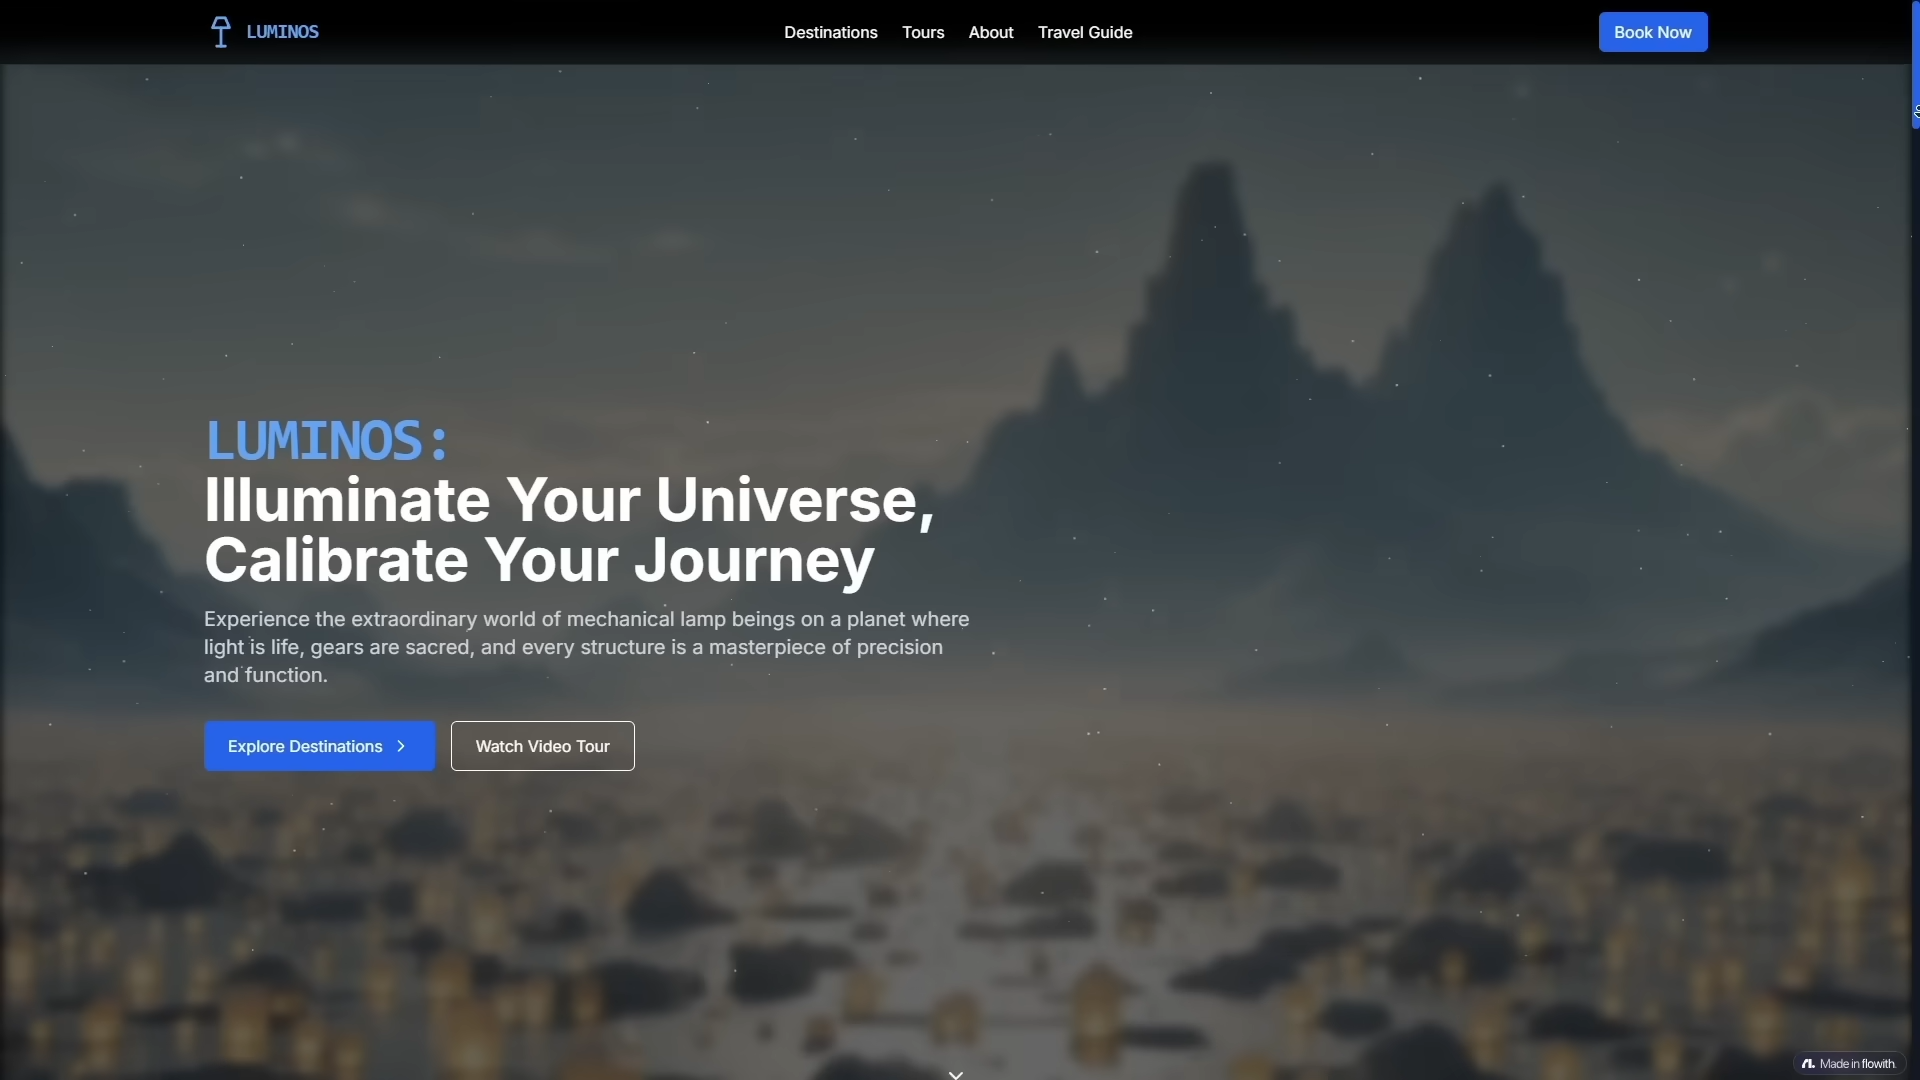 LUMINOS
Destinations
Tours
About
Travel Guide
Book Now
LUMINOS:
Illuminate Your Universe,
Calibrate Your Journey
Experience the extraordinary world of mechanical lamp beings on a planet where
light is life, gears are sacred, and every structure is a masterpiece of precision
and function.
Explore Destinations
Watch Video Tour
Made in flowith